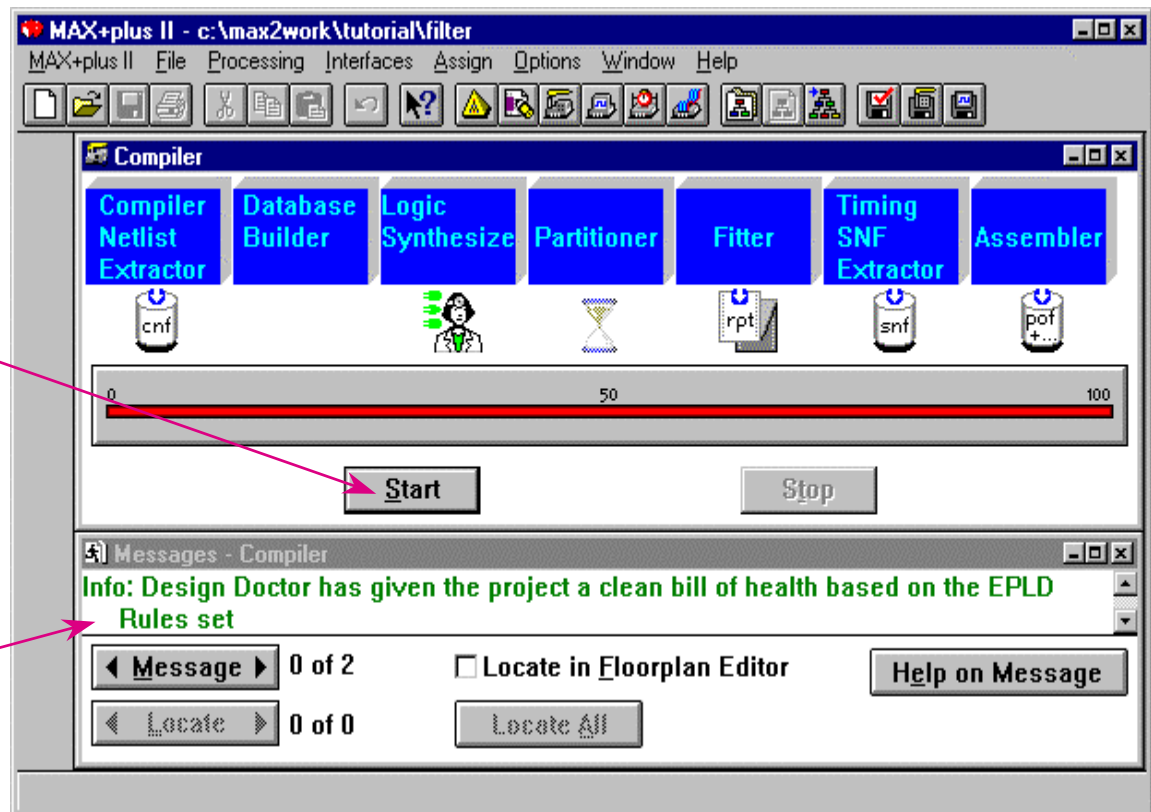 MAX+plus II - c:\max2work\tutorial\filter
MAX+plus II File Processing Interfaces Assign Options Window Help
Compiler
Compiler Netlist Extractor
Database Builder
Logic Synthesize
Partitioner
Fitter
Timing SNF Extractor
Assembler
cnf
rpt
snf
pof +...
0 50 100
Start Stop
Messages - Compiler
Info: Design Doctor has given the project a clean bill of health based on the EPLD
Rules set
Message 0 of 2 Locate in Floorplan Editor Help on Message
Locate 0 of 0 Locate All